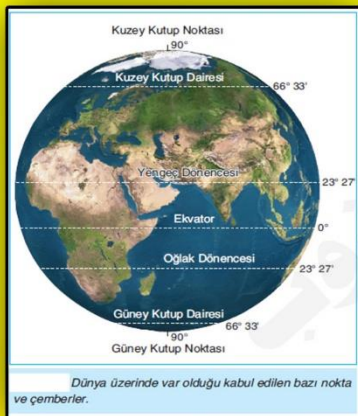 Kuzey Kutup Noktası
90°
Kuzey Kutup Dairesi
66° 33'
Yengeç Dönencesi
23° 27'
Ekvator
0°
Oğlak Dönencesi
23° 27'
Güney Kutup Dairesi
66° 33'
90°
Güney Kutup Noktası
Dünya üzerinde var olduğu kabul edilen bazı nokta
ve çemberler.